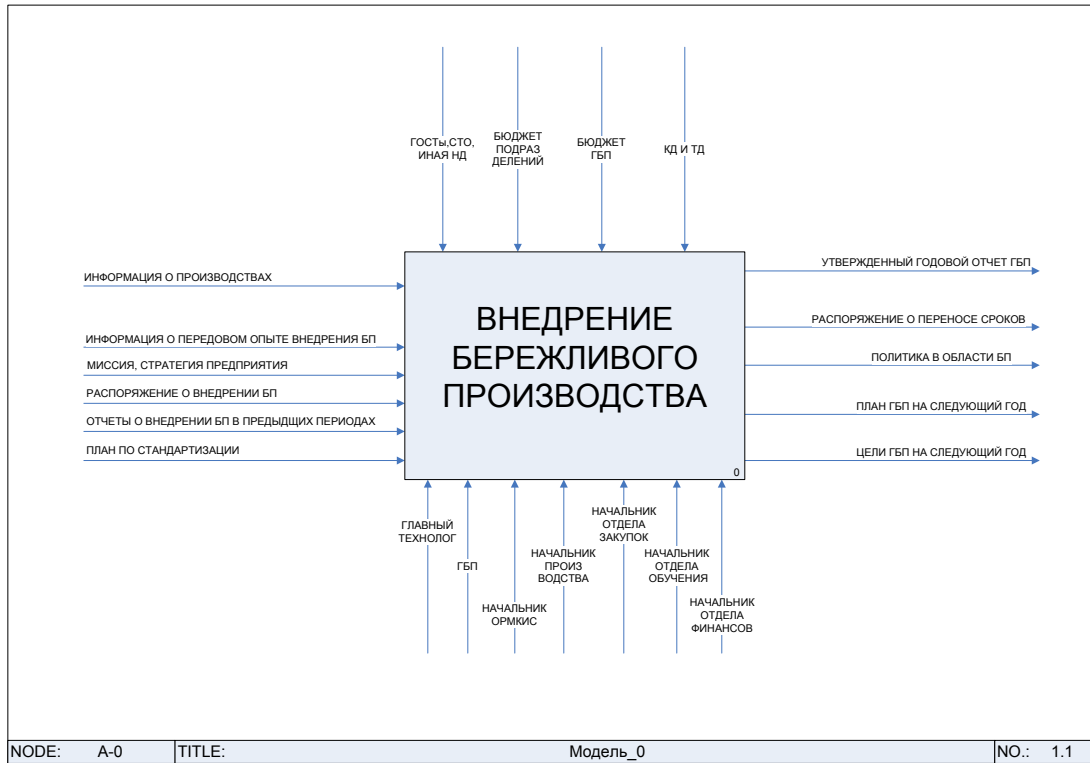 ГОСТы,СТО,
ИНАЯ НД
БЮДЖЕТ
ПОДРАЗ
ДЕЛЕНИЙ
БЮДЖЕТ
ГБП
КД И ТД
ИНФОРМАЦИЯ О ПРОИЗВОДСТВАХ
ИНФОРМАЦИЯ О ПЕРЕДОВОМ ОПЫТЕ ВНЕДРЕНИЯ БП
МИССИЯ, СТРАТЕГИЯ ПРЕДПРИЯТИЯ
РАСПОРЯЖЕНИЕ О ВНЕДРЕНИИ БП
ОТЧЕТЫ О ВНЕДРЕНИИ БП В ПРЕДЫДЩИХ ПЕРИОДАХ
ПЛАН ПО СТАНДАРТИЗАЦИИ
ВНЕДРЕНИЕ
БЕРЕЖЛИВОГО
ПРОИЗВОДСТВА
0
УТВЕРЖДЕННЫЙ ГОДОВОЙ ОТЧЕТ ГБП
РАСПОРЯЖЕНИЕ О ПЕРЕНОСЕ СРОКОВ
ПОЛИТИКА В ОБЛАСТИ БП
ПЛАН ГБП НА СЛЕДУЮЩИЙ ГОД
ЦЕЛИ ГБП НА СЛЕДУЮЩИЙ ГОД
ГЛАВНЫЙ
ТЕХНОЛОГ
ГБП
НАЧАЛЬНИК
ОРМКИС
НАЧАЛЬНИК
ПРОИЗ
ВОДСТВА
НАЧАЛЬНИК
ОТДЕЛА
ЗАКУПОК
НАЧАЛЬНИК
ОТДЕЛА
ОБУЧЕНИЯ
НАЧАЛЬНИК
ОТДЕЛА
ФИНАНСОВ
NODE: A-0 TITLE: Модель_0 NO.: 1.1